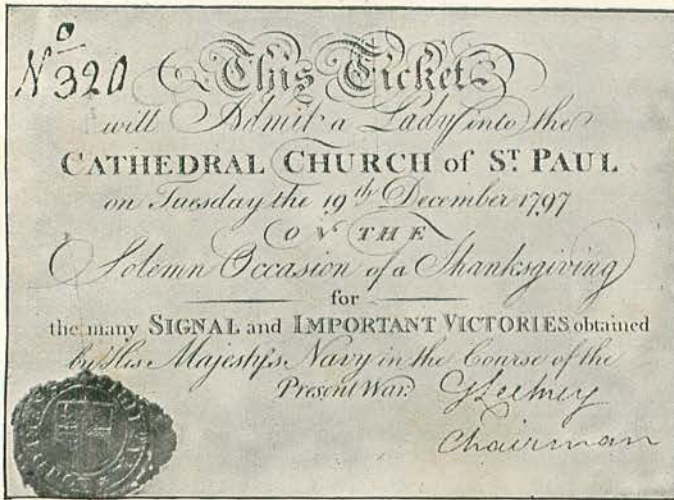 No 320
This Ticket
will Admit a Lady into the
CATHEDRAL CHURCH of ST. PAUL
on Tuesday the 19th December 1797
ON THE
Solemn Occasion of a Thanksgiving
for
the many SIGNAL and IMPORTANT VICTORIES obtained
by His Majesty's Navy in the Course of the
Present War.
Chairman